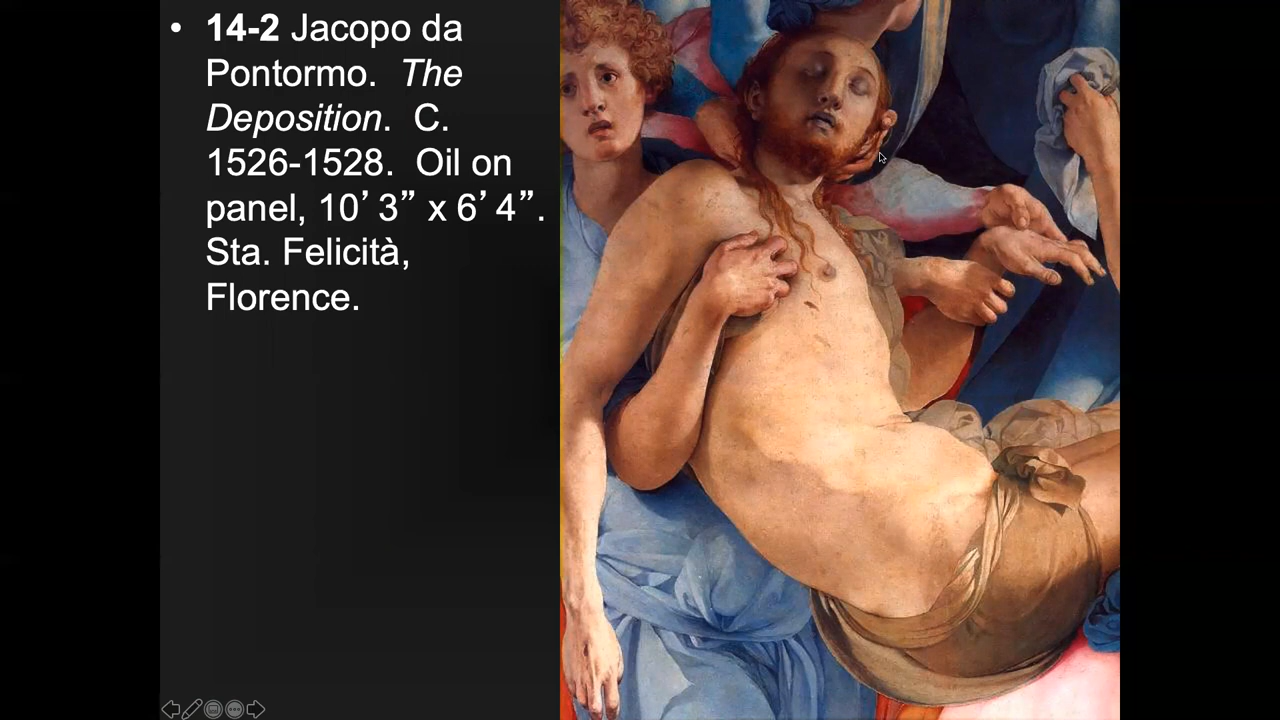 • 14-2 Jacopo da
Pontormo. The
Deposition. C.
1526-1528. Oil on
panel, 10’ 3” x 6’ 4”.
Sta. Felicità,
Florence.